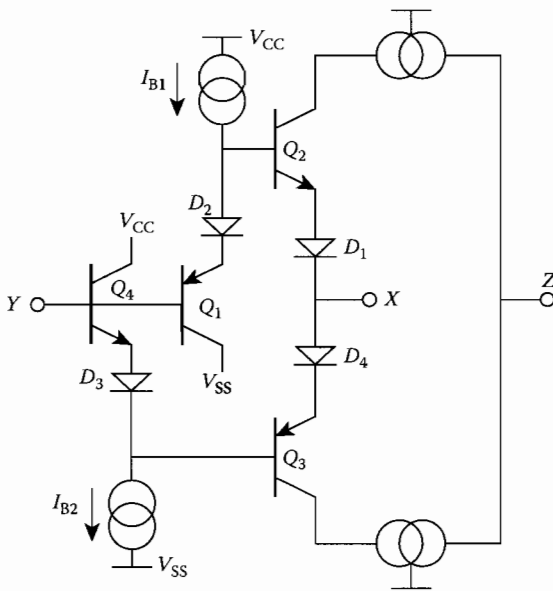 V_CC
I_B1
Q_2
D_2
V_CC
D_1
Z
Y
Q_4
Q_1
X
D_3
V_SS
D_4
Q_3
I_B2
V_SS